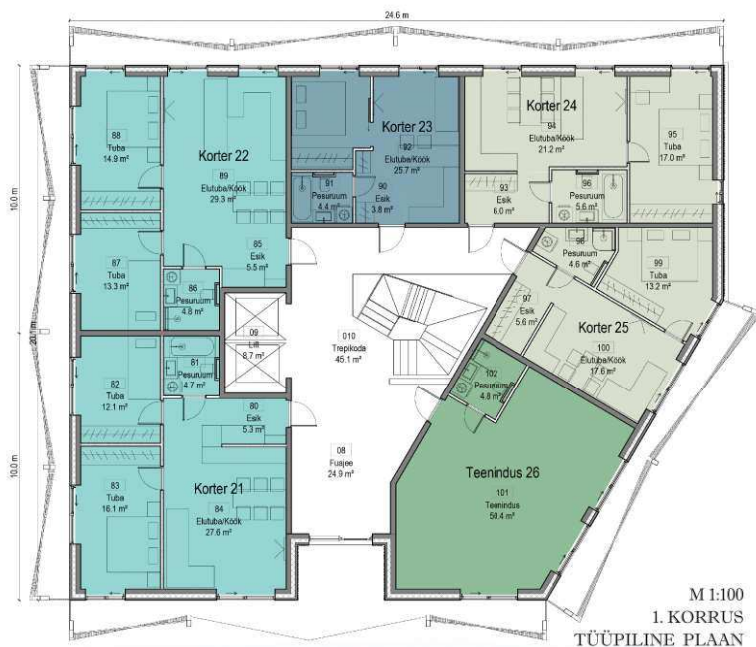 24.6 m
10.0 m
20.1 m
10.0 m
88
Tuba
14.9 m²
Korter 22
89
Elutuba/Köök
29.3 m²
Korter 23
92
Elutuba/Köök
25.7 m²
91
Pesuruum
4.4 m²
90
Esik
3.8 m²
Korter 24
94
Elutuba/Köök
21.2 m²
95
Tuba
17.0 m²
93
Esik
6.0 m²
96
Pesuruum
5.6 m²
87
Tuba
13.3 m²
85
Esik
5.5 m²
86
Pesuruum
4.8 m²
98
Pesuruum
4.6 m²
99
Tuba
13.2 m²
97
Esik
5.6 m²
Korter 25
100
Elutuba/Köök
17.6 m²
09
Lift
8.7 m²
010
Trepikoda
45.1 m²
81
Pesuruum
4.7 m²
82
Tuba
12.1 m²
80
Esik
5.3 m²
102
Pesuruum
4.8 m²
08
Fuajee
24.9 m²
83
Tuba
16.1 m²
Korter 21
84
Elutuba/Köök
27.6 m²
Teenindus 26
101
Teenindus
50.4 m²
M 1:100
1. KORRUS
TÜÜPILINE PLAAN